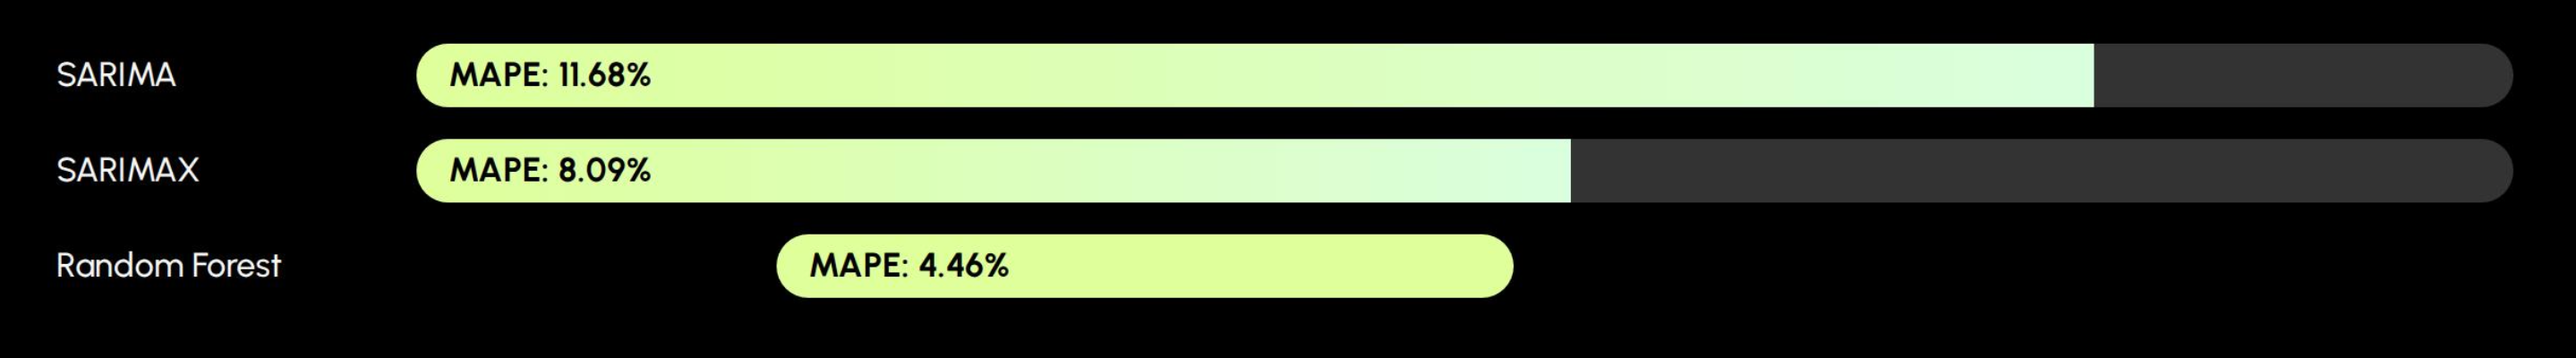 SARIMA MAPE: 11.68%
SARIMAX MAPE: 8.09%
Random Forest MAPE: 4.46%